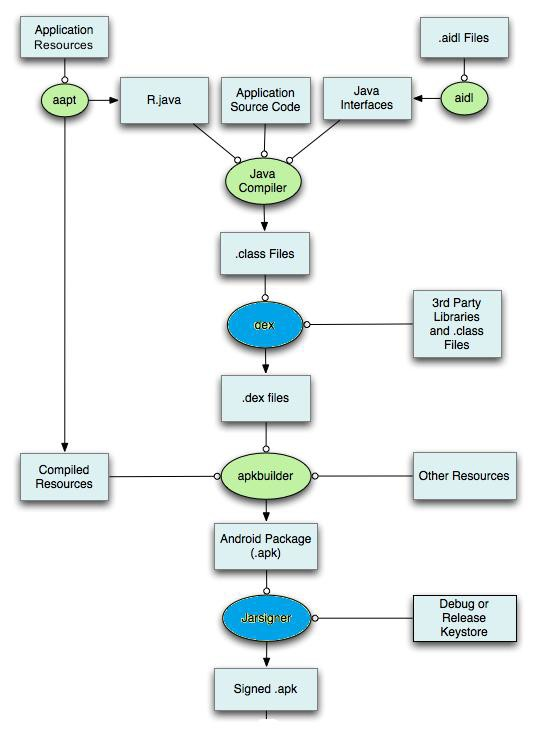 Application
Resources
.aidl Files
aapt
R.java
Application
Source Code
Java
Interfaces
aidl
Java
Compiler
.class Files
dex
3rd Party
Libraries
and .class
Files
.dex files
Compiled
Resources
apkbuilder
Other Resources
Android Package
(.apk)
Jarsigner
Debug or
Release
Keystore
Signed .apk